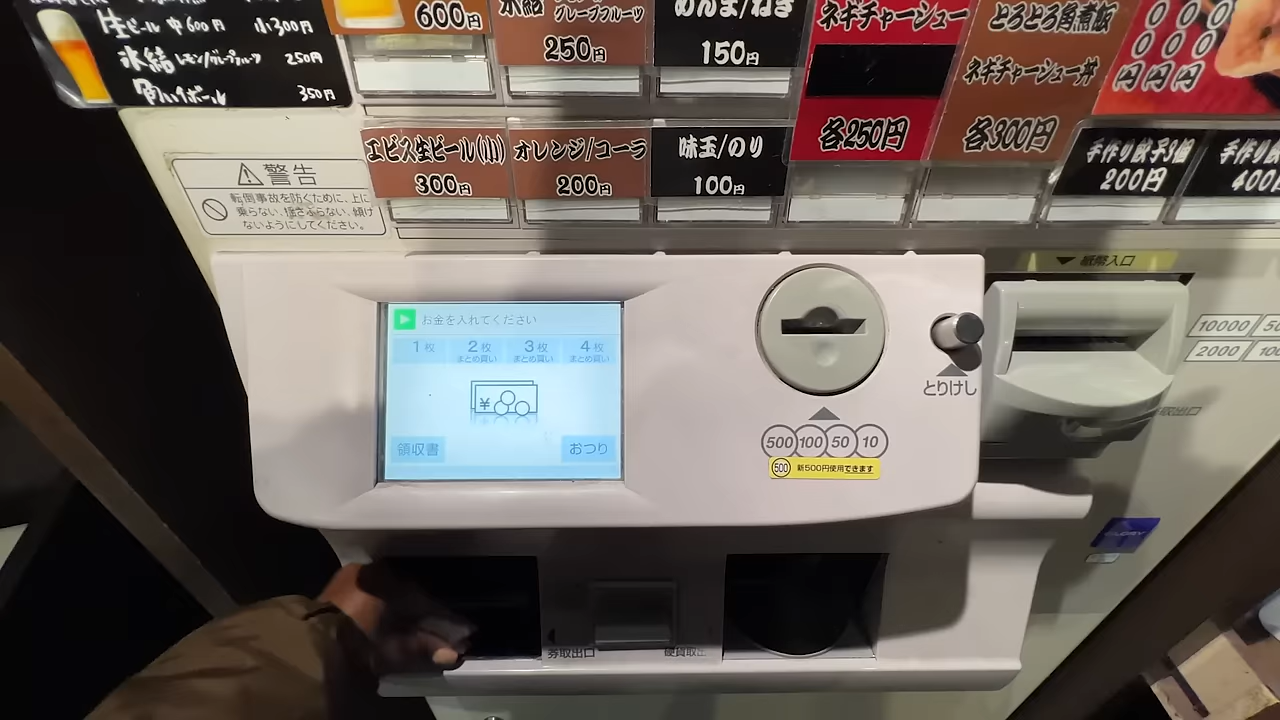 生ビール 中600円 小300円
氷結 レモン/グレープフルーツ 250円
角ハイボール 350円
600円
氷結
グレープフルーツ
250円
めんま/ねぎ
150円
ネギチャーシュー
各250円
とろとろ角煮飯
ネギチャーシュー丼
各300円
000
000
円円円
エビス生ビール(小)
300円
オレンジ/コーラ
200円
味玉/のり
100円
手作り餃子3個
200円
手作り餃
400円
警告
転倒事故を防ぐために、上に
乗らない、揺さぶらない、傾け
ないようにしてください。
▼ 紙幣入口
10000
2000
お金を入れてください
1枚 2枚 3枚 4枚
まとめ買い まとめ買い まとめ買い
¥
領収書 おつり
とりけし
500 100 50 10
500 新500円使用できます
券取出口